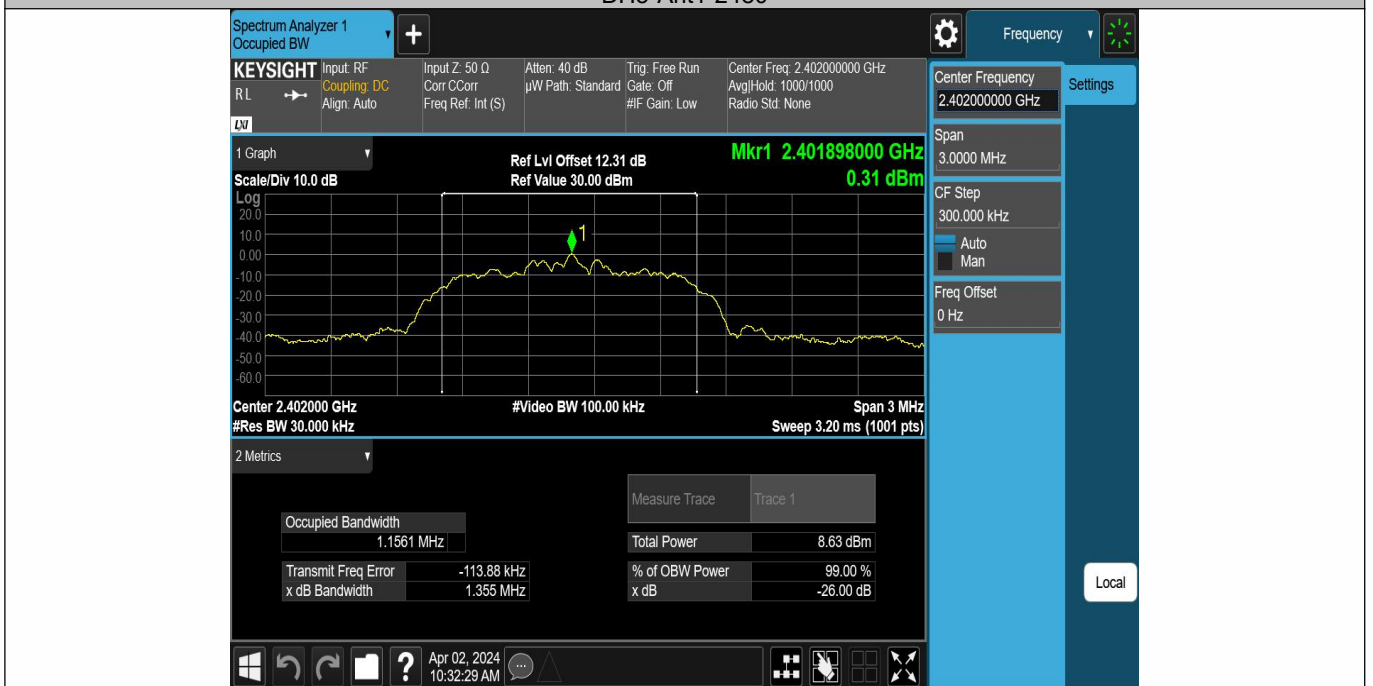 Spectrum Analyzer 1
Occupied BW
Frequency
KEYSIGHT
R L
LXI
Input: RF
Coupling: DC
Align: Auto
Input Z: 50 Ω
Corr CCorr
Freq Ref: Int (S)
Atten: 40 dB
µW Path: Standard
Trig: Free Run
Gate: Off
#IF Gain: Low
Center Freq: 2.402000000 GHz
Avg|Hold: 1000/1000
Radio Std: None
Center Frequency
2.402000000 GHz
Settings
Span
3.0000 MHz
CF Step
300.000 kHz
Auto
Man
Freq Offset
0 Hz
Local
1 Graph
Scale/Div 10.0 dB
Ref Lvl Offset 12.31 dB
Ref Value 30.00 dBm
Mkr1 2.401898000 GHz
0.31 dBm
Log
20.0
10.0
0.00
-10.0
-20.0
-30.0
-40.0
-50.0
-60.0
1
Center 2.402000 GHz
#Res BW 30.000 kHz
#Video BW 100.00 kHz
Span 3 MHz
Sweep 3.20 ms (1001 pts)
2 Metrics
Measure Trace Trace 1
Occupied Bandwidth
1.1561 MHz
Total Power 8.63 dBm
Transmit Freq Error -113.88 kHz
% of OBW Power 99.00 %
x dB Bandwidth 1.355 MHz
x dB -26.00 dB
Apr 02, 2024
10:32:29 AM